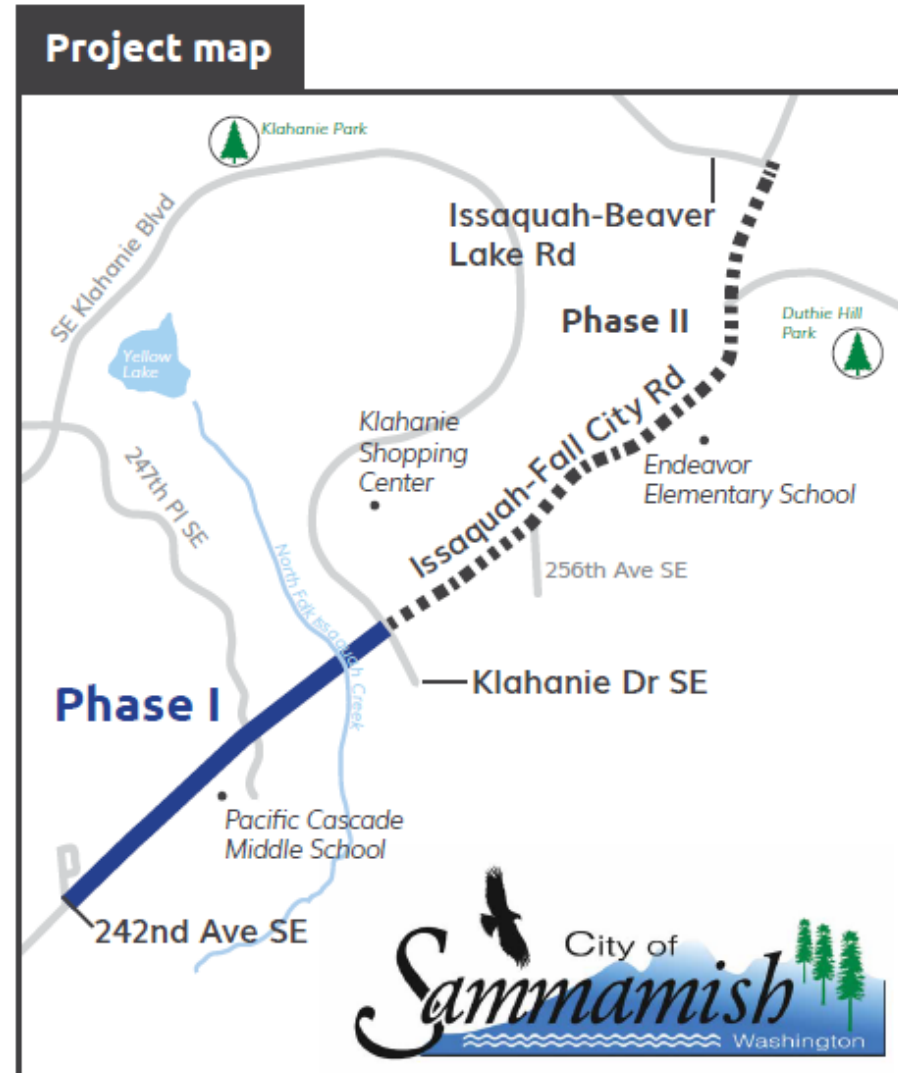 Project map
Klahanie Park
Issaquah-Beaver
Lake Rd
SE Klahanie Blvd
Phase II
Duthie Hill
Park
Yellow
Lake
Klahanie
Shopping
Center
Issaquah-Fall City Rd
Endeavor
Elementary School
247th Pl SE
256th Ave SE
North Folk Issaquah Creek
Klahanie Dr SE
Phase I
Pacific Cascade
Middle School
242nd Ave SE
City of
Sammamish
Washington